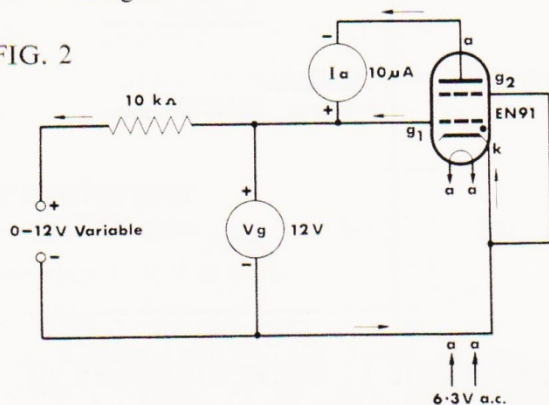 FIG. 2
a
-
Ia
10μA
+
g₂
EN91
g₁
k
a a
10 kΩ
+
0-12V Variable
-
+
Vg
12V
-
a a
6·3V a.c.